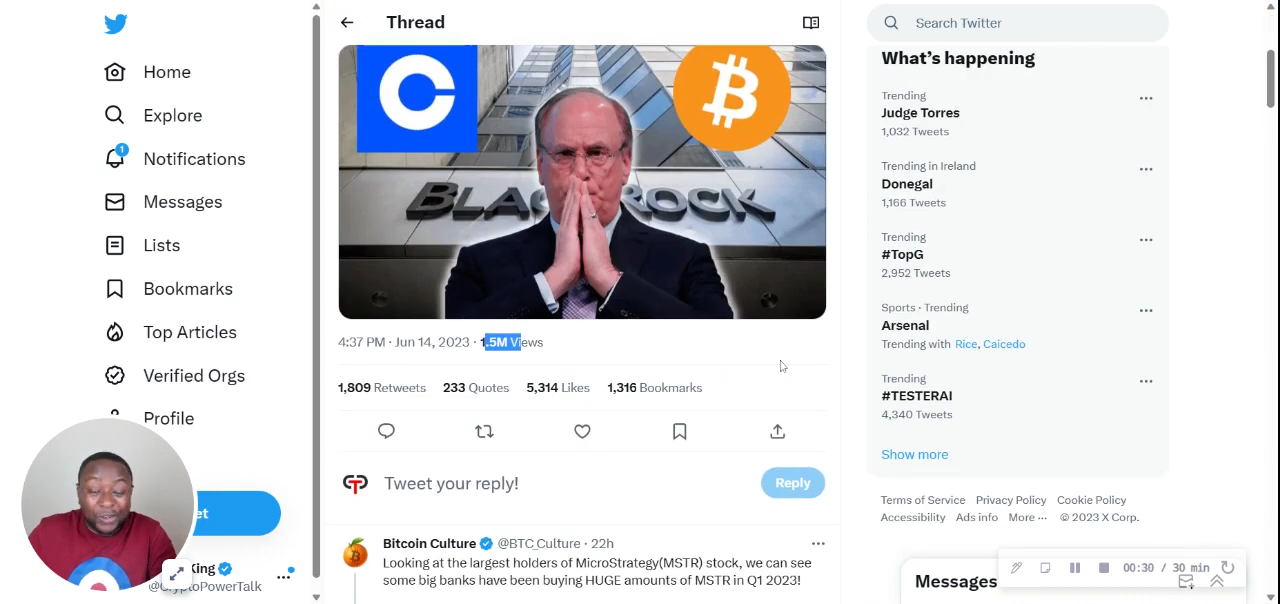 Home
Explore
1
Notifications
Messages
Lists
Bookmarks
Top Articles
Verified Orgs
Profile
et
King
@CryptoPowerTalk
Thread
BLACKROCK
4:37 PM · Jun 14, 2023 · 1.5M Views
1,809 Retweets 233 Quotes 5,314 Likes 1,316 Bookmarks
Tweet your reply!
Reply
Bitcoin Culture @BTC_Culture · 22h
Looking at the largest holders of MicroStrategy(MSTR) stock, we can see
some big banks have been buying HUGE amounts of MSTR in Q1 2023!
Search Twitter
What's happening
Trending
Judge Torres
1,032 Tweets
Trending in Ireland
Donegal
1,166 Tweets
Trending
#TopG
2,952 Tweets
Sports · Trending
Arsenal
Trending with Rice, Caicedo
Trending
#TESTERAI
4,340 Tweets
Show more
Terms of Service Privacy Policy Cookie Policy
Accessibility Ads info More ··· © 2023 X Corp.
Messages
00:30 / 30 min